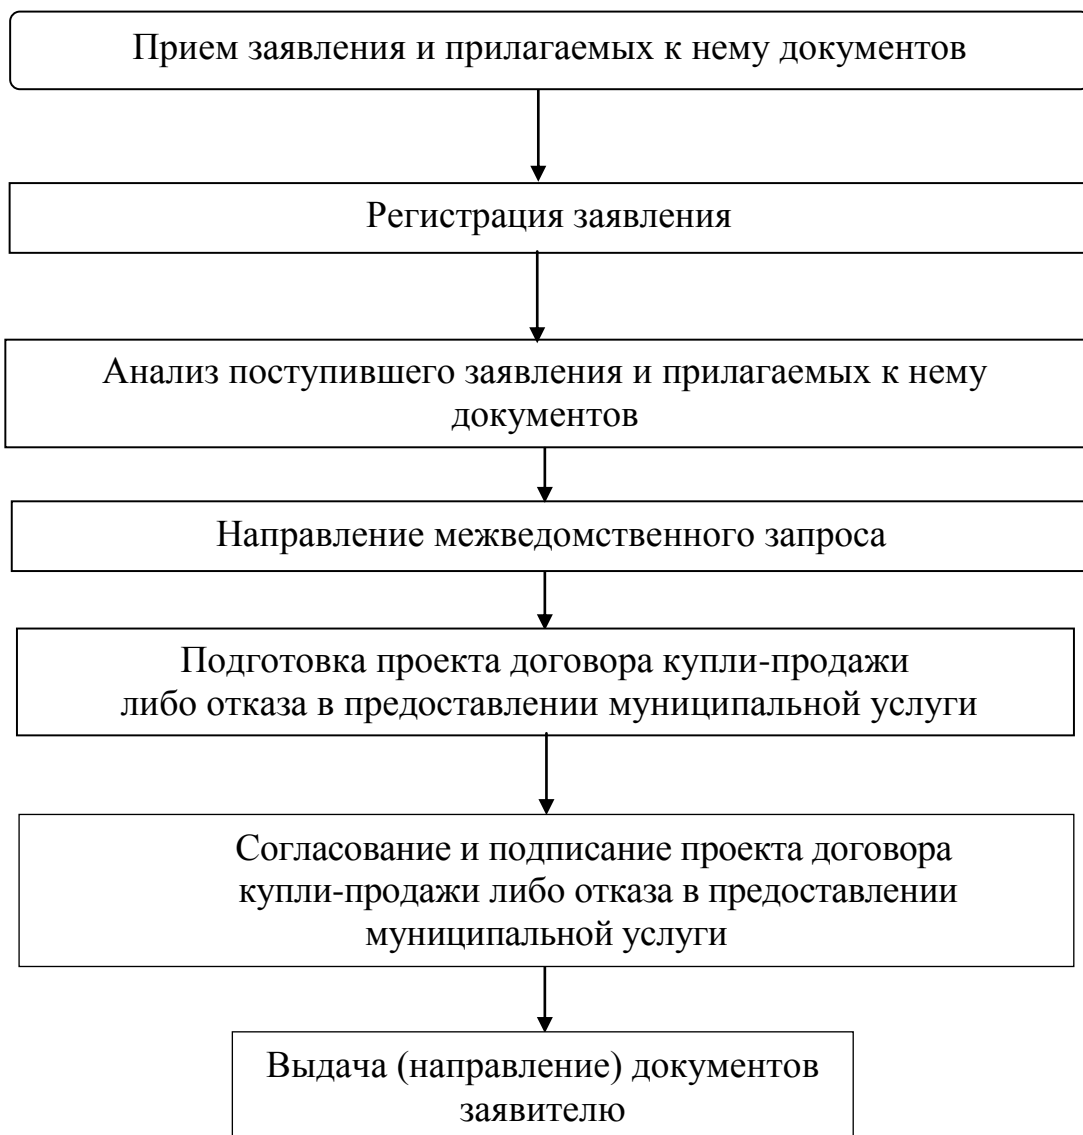 Прием заявления и прилагаемых к нему документов
Регистрация заявления
Анализ поступившего заявления и прилагаемых к нему
документов
Направление межведомственного запроса
Подготовка проекта договора купли-продажи
либо отказа в предоставлении муниципальной услуги
Согласование и подписание проекта договора
купли-продажи либо отказа в предоставлении
муниципальной услуги
Выдача (направление) документов
заявителю